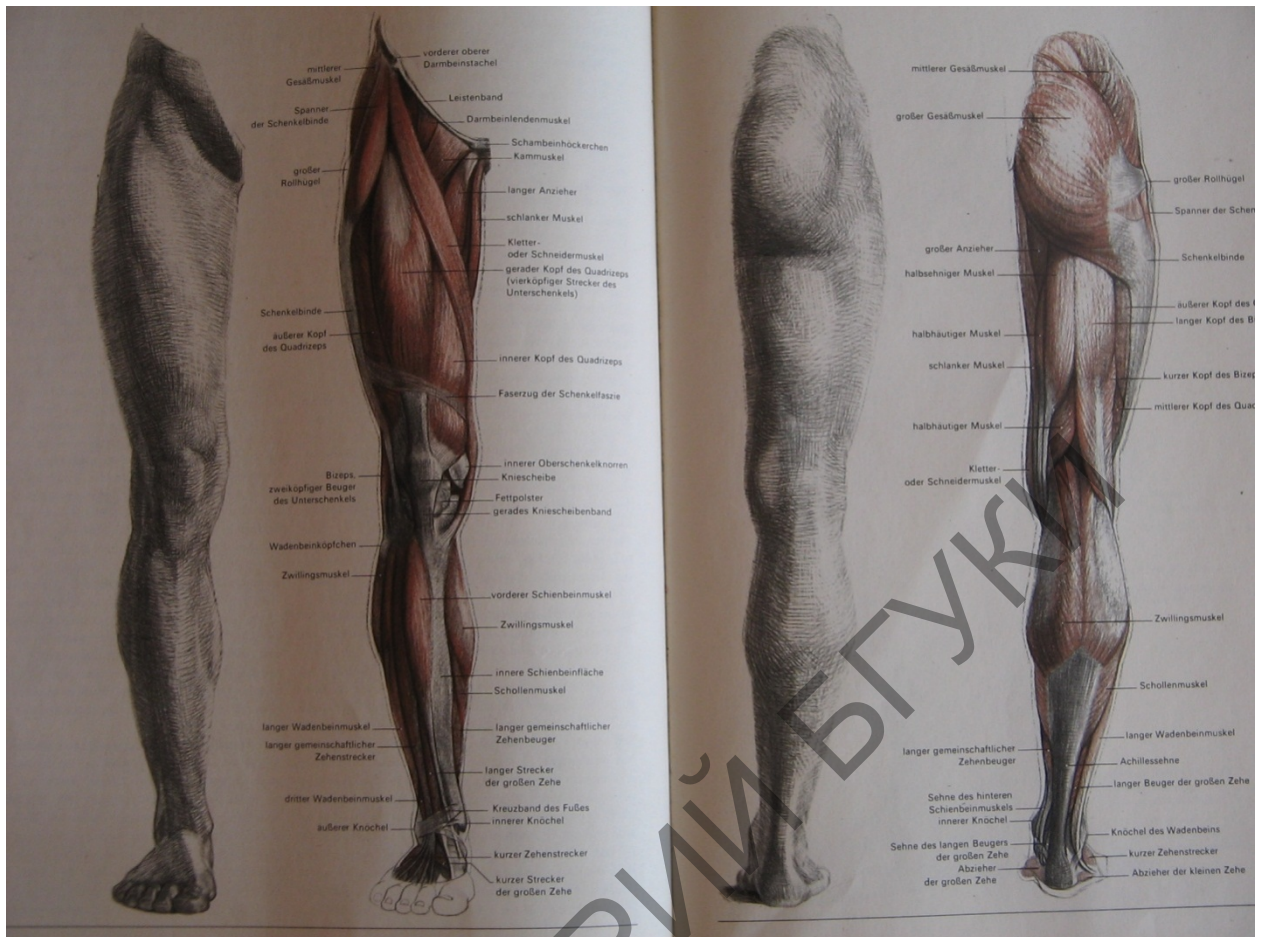 vorderer oberer
Darmbeinstachel
mittlerer
Gesäßmuskel
Leistenband
Spanner
der Schenkelbinde
Darmbeinlendenmuskel
Schambeinhöckerchen
Kammuskel
großer
Rollhügel
langer Anzieher
schlanker Muskel
Kletter-
oder Schneidermuskel
gerader Kopf des Quadrizeps
(vierköpfiger Strecker des
Unterschenkels)
Schenkelbinde
äußerer Kopf
des Quadrizeps
innerer Kopf des Quadrizeps
Faserzug der Schenkelfaszie
innerer Oberschenkelknorren
Kniescheibe
Bizeps,
zweiköpfiger Beuger
des Unterschenkels
Fettpolster
gerades Kniescheibenband
Wadenbeinköpfchen
Zwillingsmuskel
vorderer Schienbeinmuskel
Zwillingsmuskel
innere Schienbeinfläche
Schollenmuskel
langer Wadenbeinmuskel
langer gemeinschaftlicher
Zehenstrecker
langer gemeinschaftlicher
Zehenbeuger
langer Strecker
der großen Zehe
dritter Wadenbeinmuskel
Kreuzband des Fußes
innerer Knöchel
äußerer Knöchel
kurzer Zehenstrecker
kurzer Strecker
der großen Zehe
mittlerer Gesäßmuskel
großer Gesäßmuskel
großer Rollhügel
Spanner der Schen
großer Anzieher
Schenkelbinde
halbsehniger Muskel
äußerer Kopf des
langer Kopf des B
halbhäutiger Muskel
schlanker Muskel
kurzer Kopf des Bizep
mittlerer Kopf des Quad
halbhäutiger Muskel
Kletter-
oder Schneidermuskel
Zwillingsmuskel
Schollenmuskel
langer Wadenbeinmuskel
langer gemeinschaftlicher
Zehenbeuger
Achillessehne
langer Beuger der großen Zehe
Sehne des hinteren
Schienbeinmuskels
innerer Knöchel
Knöchel des Wadenbeins
Sehne des langen Beugers
der großen Zehe
kurzer Zehenstrecker
Abzieher
der großen Zehe
Abzieher der kleinen Zehe
РИЙ БГУКИ